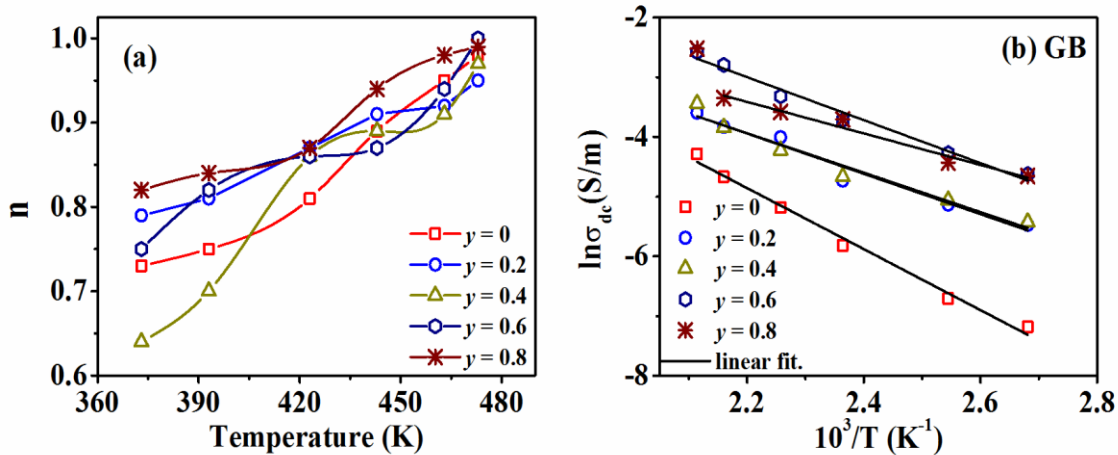 (a)
n
1.0
0.9
0.8
0.7
0.6
360 390 420 450 480
Temperature (K)
y = 0
y = 0.2
y = 0.4
y = 0.6
y = 0.8
(b) GB
lnσdc(S/m)
-2
-4
-6
-8
2.2 2.4 2.6 2.8
10³/T (K⁻¹)
y = 0
y = 0.2
y = 0.4
y = 0.6
y = 0.8
linear fit.